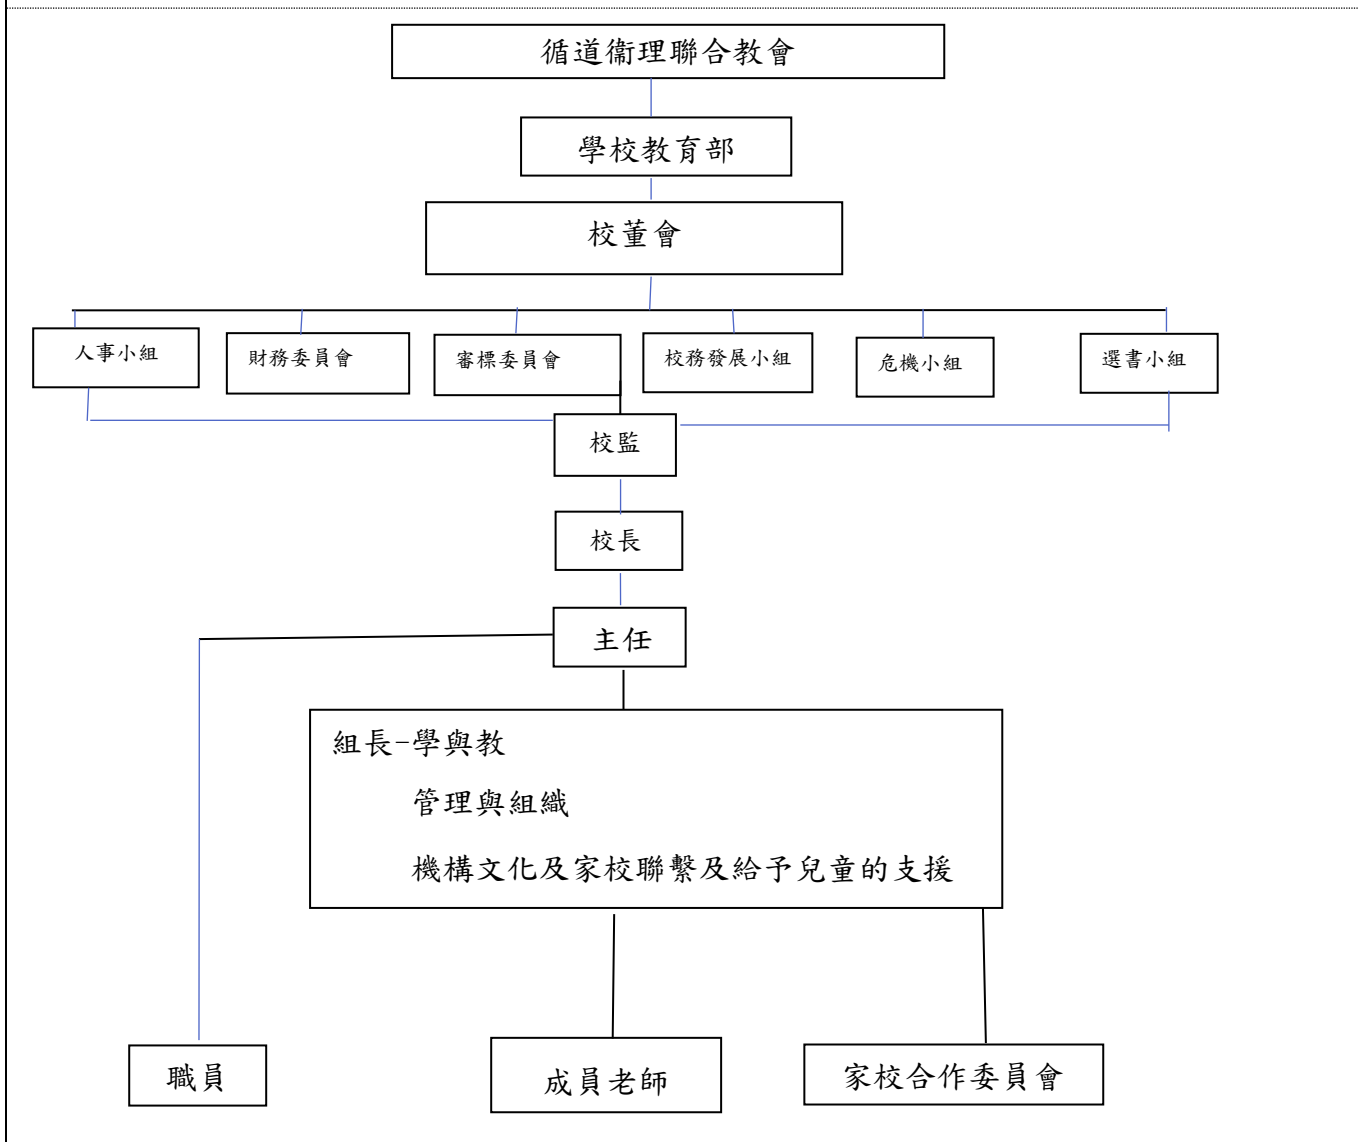 循道衞理聯合教會
學校教育部
校董會
人事小組
財務委員會
審標委員會
校務發展小組
危機小組
選書小組
校監
校長
主任
組長-學與教
管理與組織
機構文化及家校聯繫及給予兒童的支援
職員
成員老師
家校合作委員會